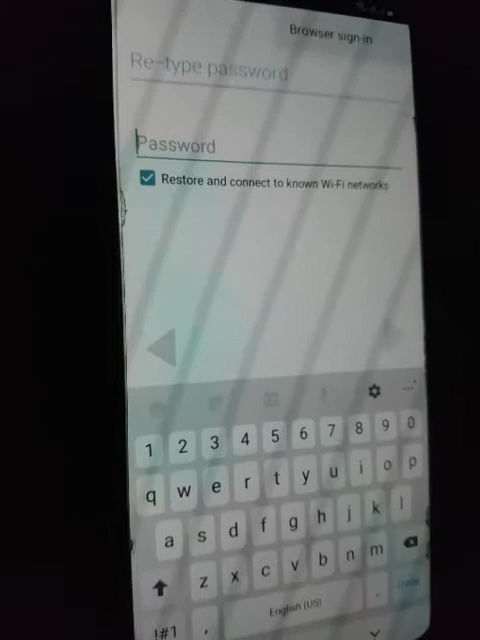 Browser sign-in
Re-type password
Password
Restore and connect to known Wi-Fi networks
1 2 3 4 5 6 7 8 9 0
q w e r t y u i o p
a s d f g h j k l
z x c v b n m
!#1 , English (US) . Done